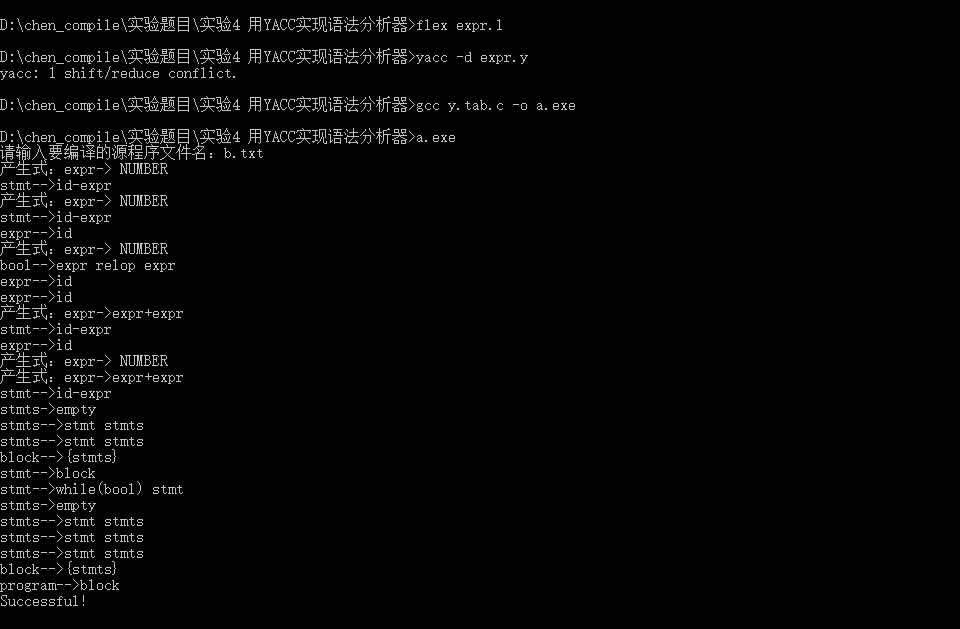 D:\chen_compile\实验题目\实验4 用YACC实现语法分析器>flex expr.l
D:\chen_compile\实验题目\实验4 用YACC实现语法分析器>yacc -d expr.y
yacc: 1 shift/reduce conflict.
D:\chen_compile\实验题目\实验4 用YACC实现语法分析器>gcc y.tab.c -o a.exe
D:\chen_compile\实验题目\实验4 用YACC实现语法分析器>a.exe
请输入要编译的源程序文件名：b.txt
产生式：expr-> NUMBER
stmt-->id-expr
产生式：expr-> NUMBER
stmt-->id-expr
expr-->id
产生式：expr-> NUMBER
bool-->expr relop expr
expr-->id
expr-->id
产生式：expr->expr+expr
stmt-->id-expr
expr-->id
产生式：expr-> NUMBER
产生式：expr->expr+expr
stmt-->id-expr
stmts->empty
stmts-->stmt stmts
stmts-->stmt stmts
block-->{stmts}
stmt-->block
stmt-->while(bool) stmt
stmts->empty
stmts-->stmt stmts
stmts-->stmt stmts
stmts-->stmt stmts
block-->{stmts}
program-->block
Successful!